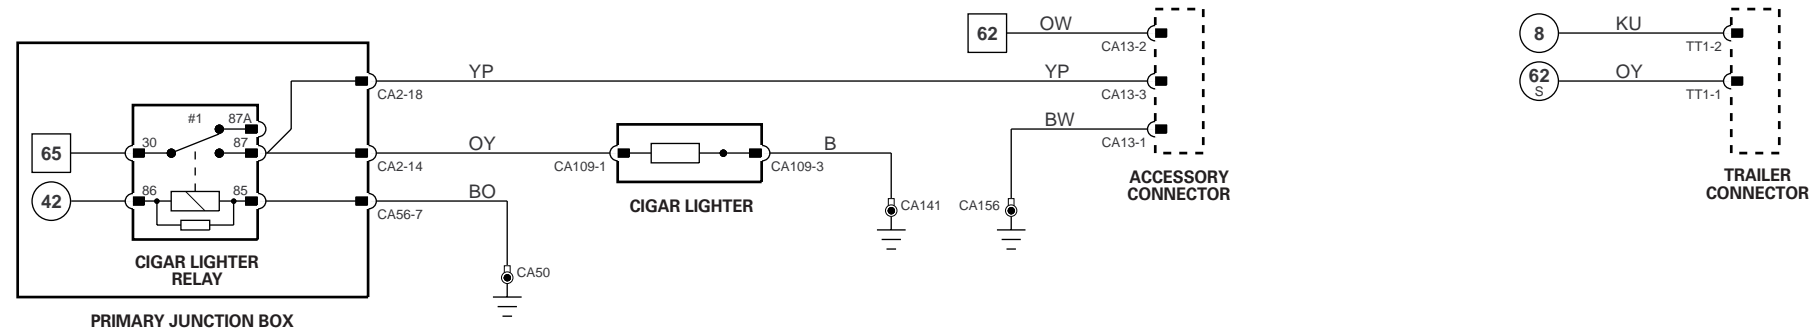 62
OW
CA13-2
8
KU
TT1-2
YP
YP
CA2-18
CA13-3
62
S
OY
TT1-1
#1
87A
BW
CA13-1
65
30
87
OY
CA2-14
CA109-1
B
CA109-3
ACCESSORY
CONNECTOR
TRAILER
CONNECTOR
42
86
85
BO
CA56-7
CIGAR LIGHTER
CA141
CA156
CIGAR LIGHTER
RELAY
CA50
PRIMARY JUNCTION BOX